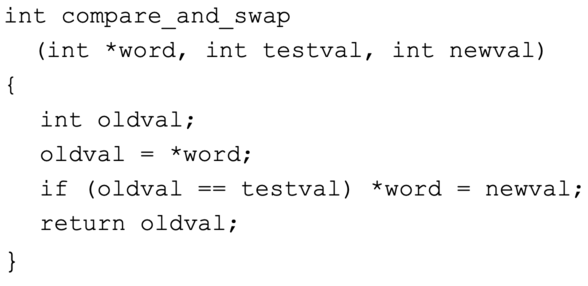 int compare_and_swap
(int *word, int testval, int newval)
{
int oldval;
oldval = *word;
if (oldval == testval) *word = newval;
return oldval;
}